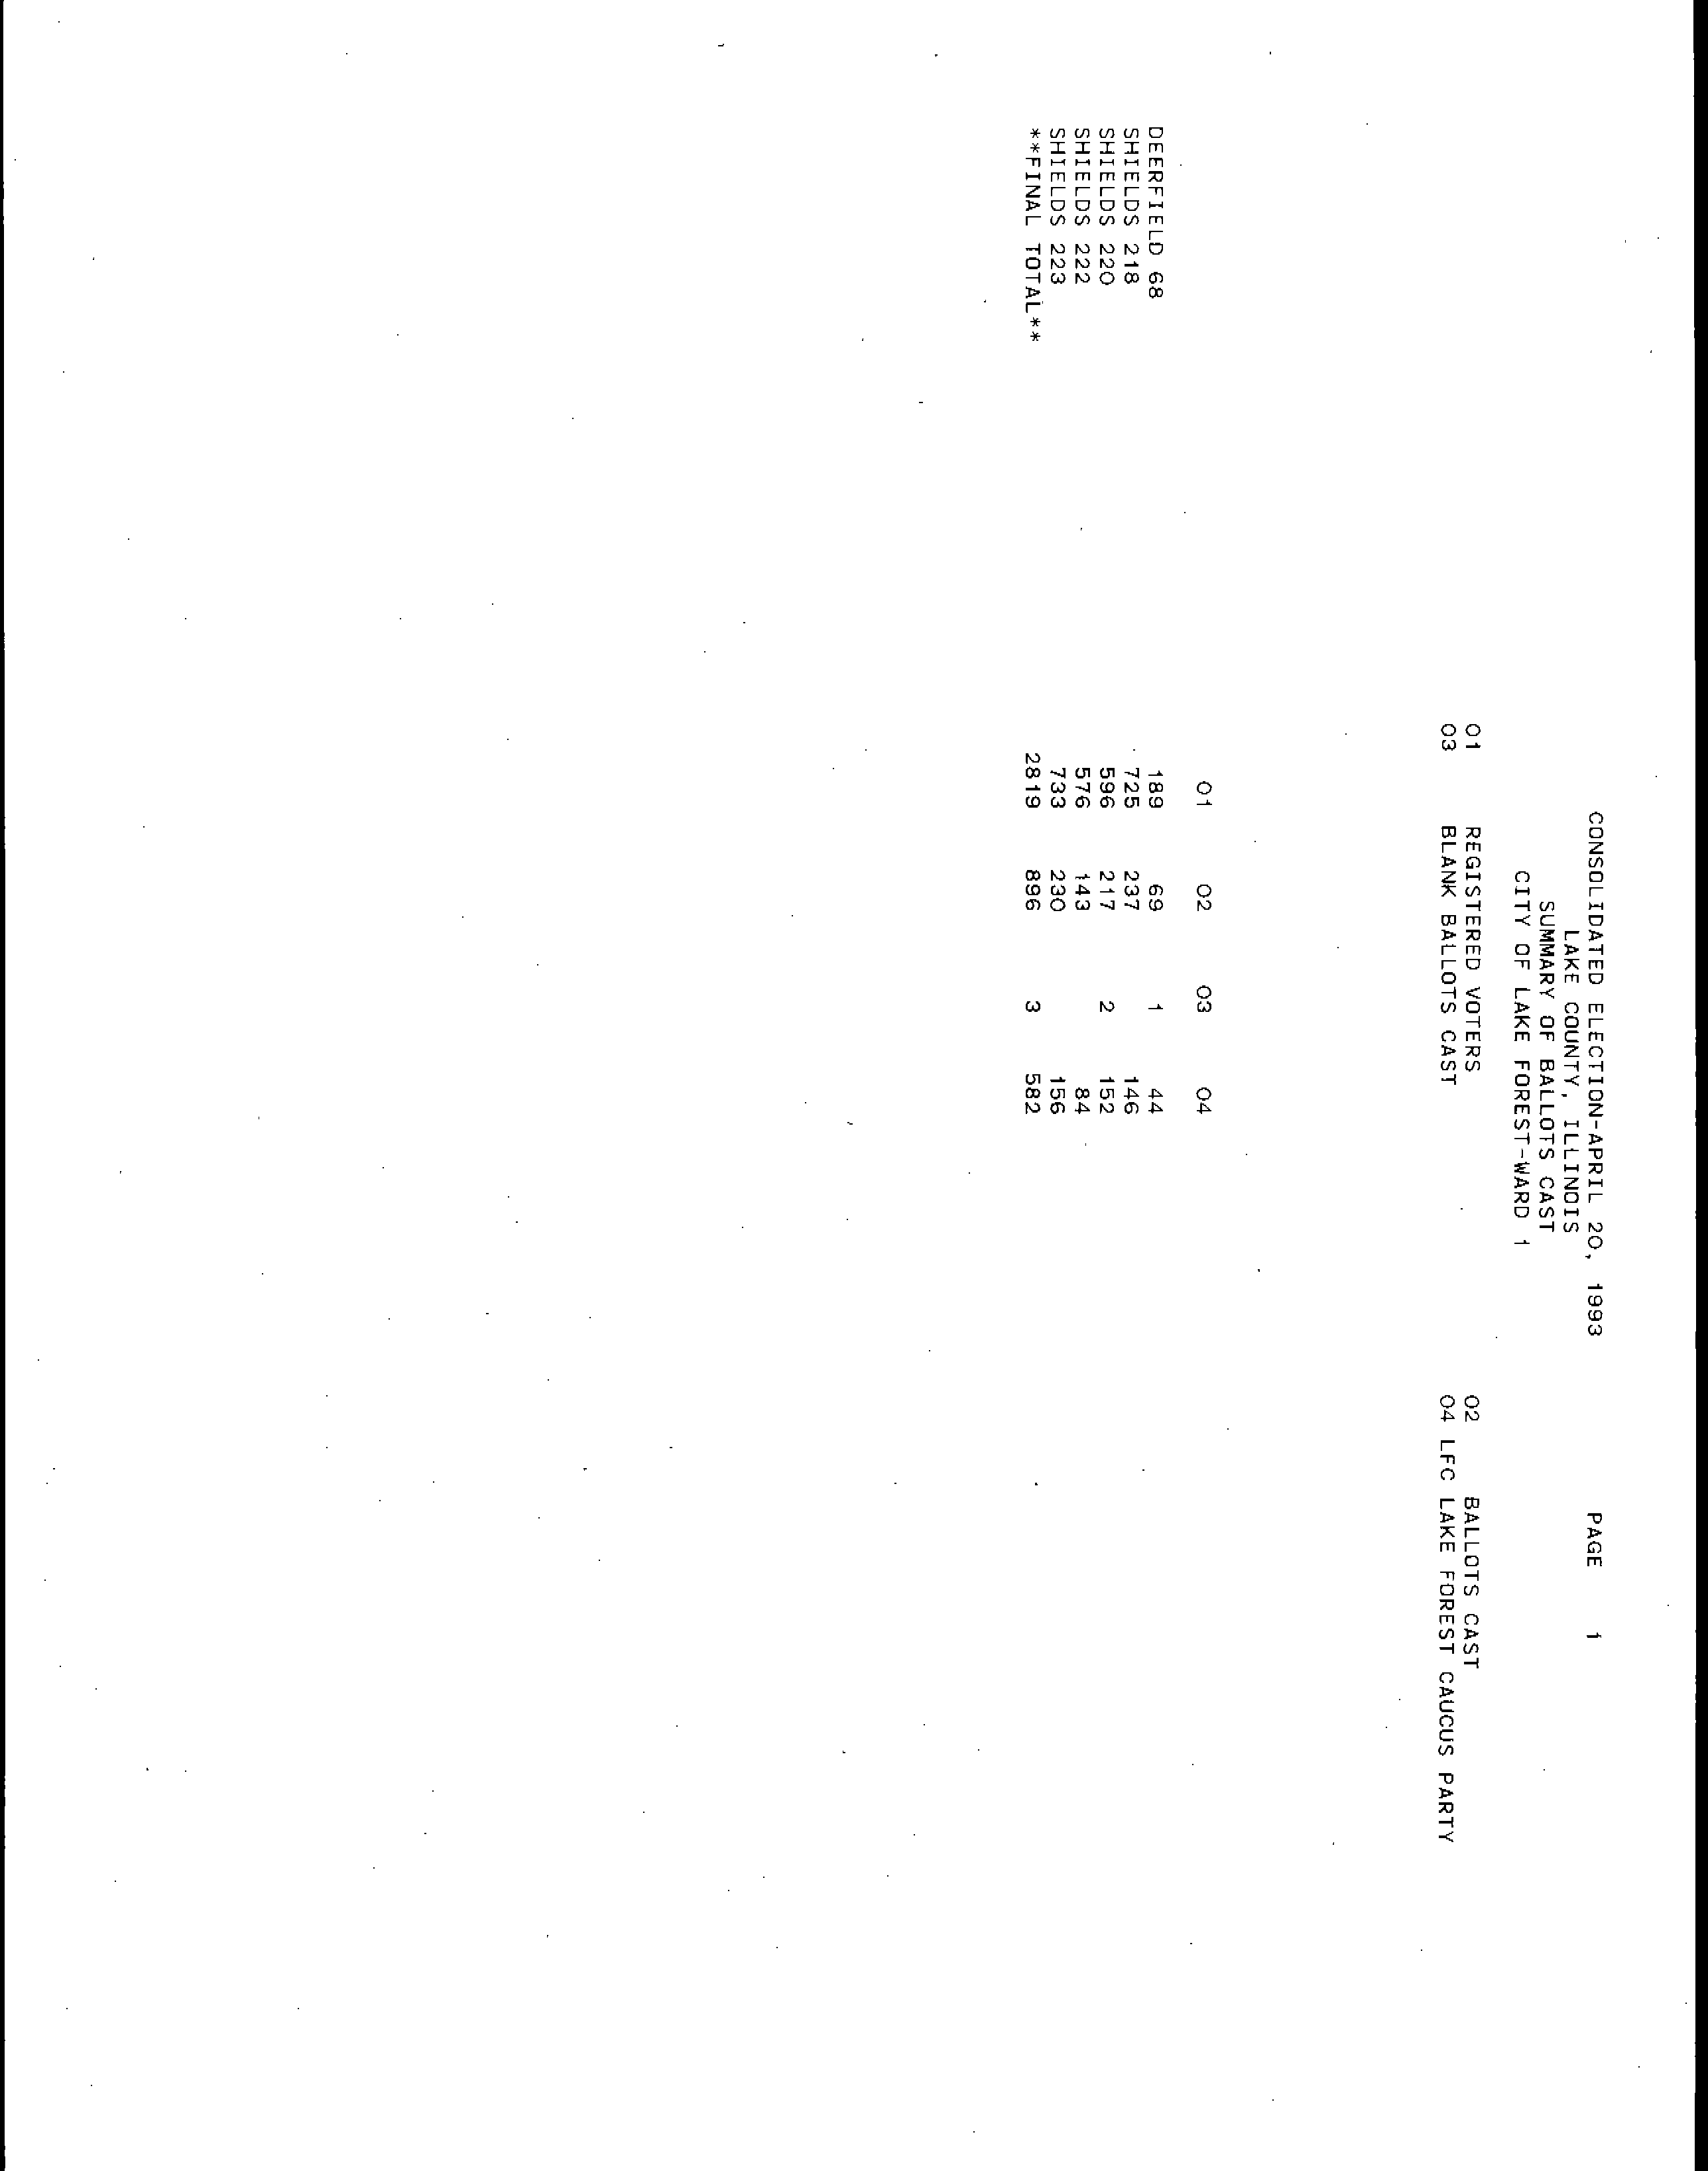 CONSOLIDATED ELECTION-APRIL 20, 1993 PAGE 1
LAKE COUNTY, ILLINOIS
SUMMARY OF BALLOTS CAST
CITY OF LAKE FOREST-WARD 1
01 REGISTERED VOTERS 02 BALLOTS CAST
03 BLANK BALLOTS CAST 04 LFC LAKE FOREST CAUCUS PARTY
01 02 03 04
DEERFIELD 68 189 69 1 44
SHIELDS 218 725 237 146
SHIELDS 220 596 217 2 152
SHIELDS 222 576 143 84
SHIELDS 223 733 230 156
**FINAL TOTAL** 2819 896 3 582